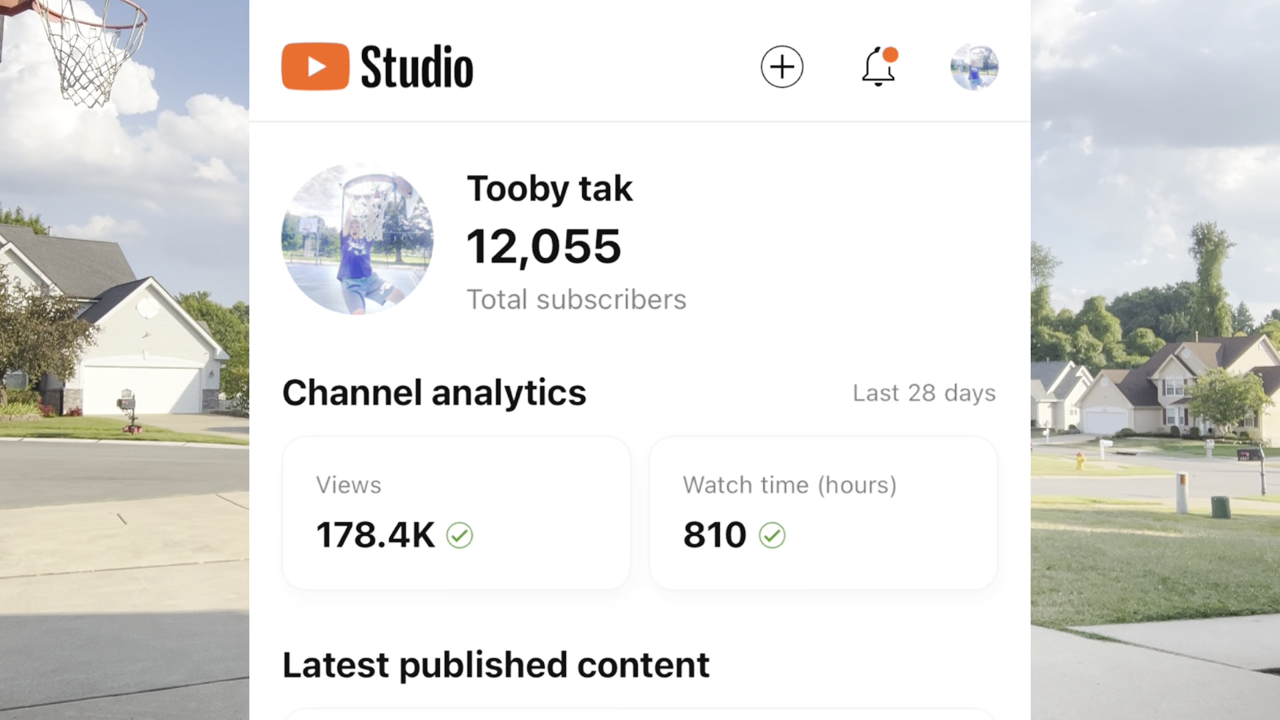 Studio
Tooby tak
12,055
Total subscribers
Channel analytics
Last 28 days
Views
178.4K
Watch time (hours)
810
Latest published content